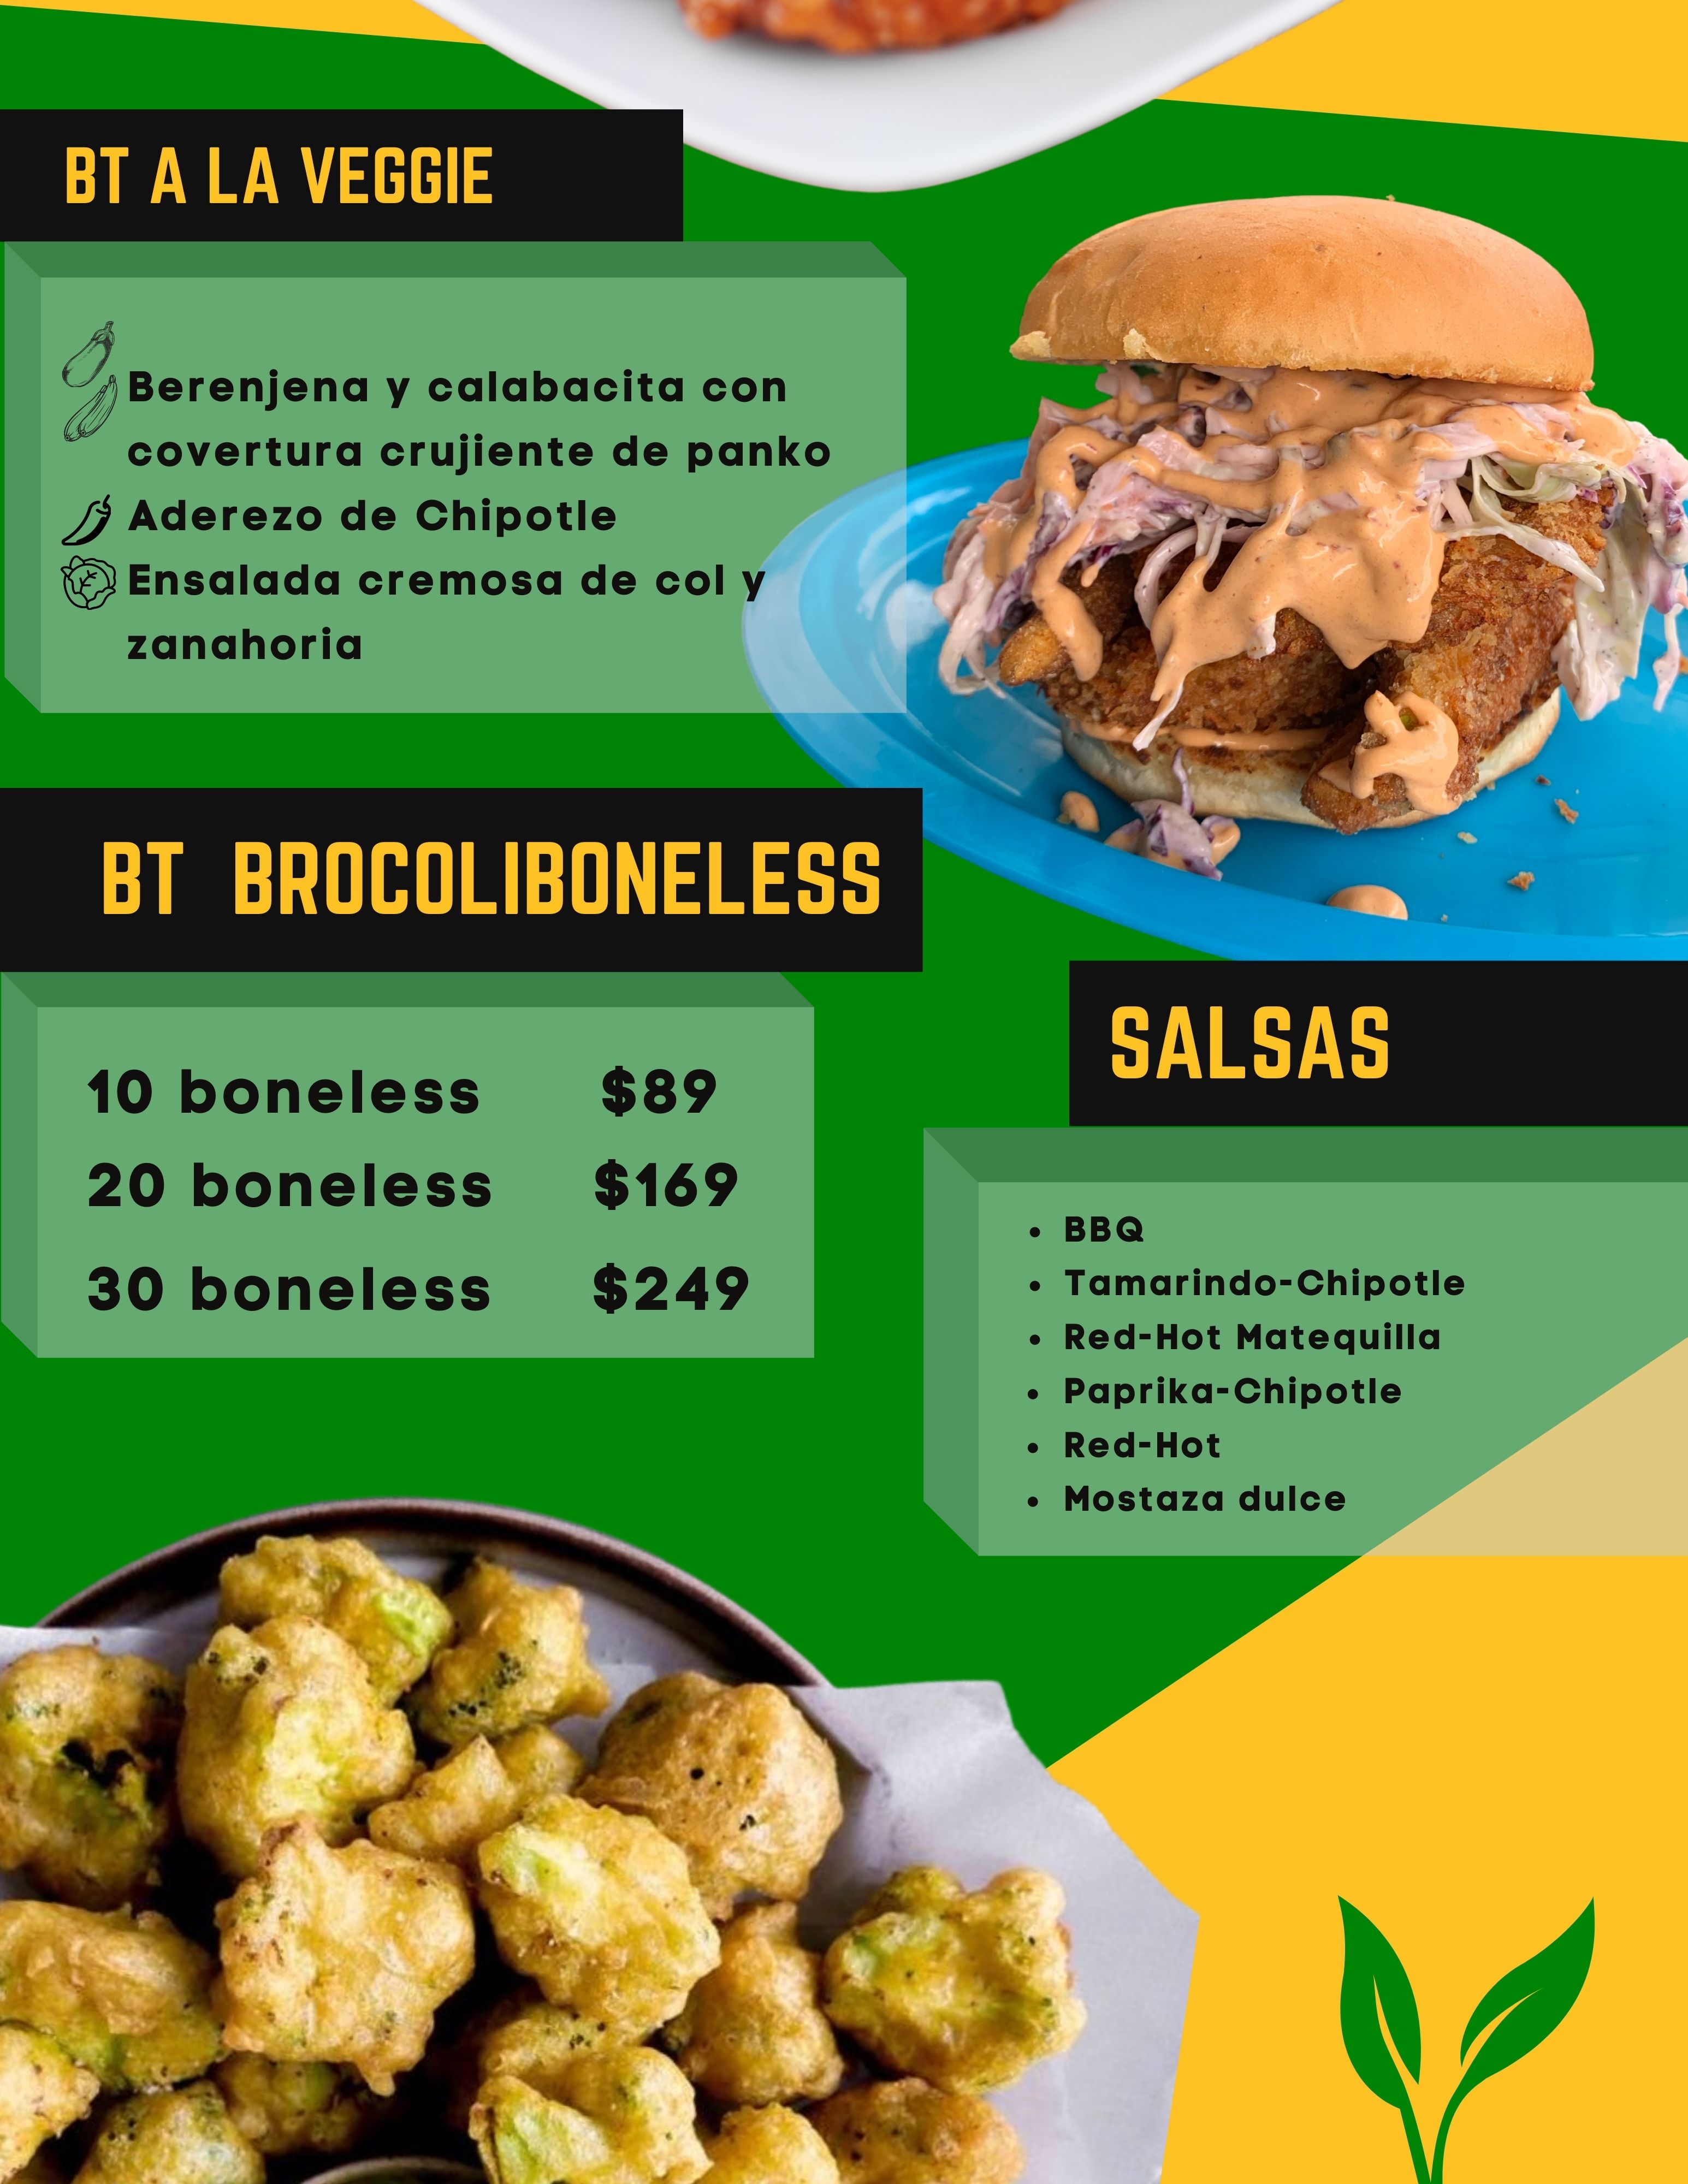 BT A LA VEGGIE
Berenjena y calabacita con
covertura crujiente de panko
Aderezo de Chipotle
Ensalada cremosa de col y
zanahoria
BT BROCOLIBONELESS
10 boneless $89
20 boneless $169
30 boneless $249
SALSAS
• BBQ
• Tamarindo-Chipotle
• Red-Hot Matequilla
• Paprika-Chipotle
• Red-Hot
• Mostaza dulce